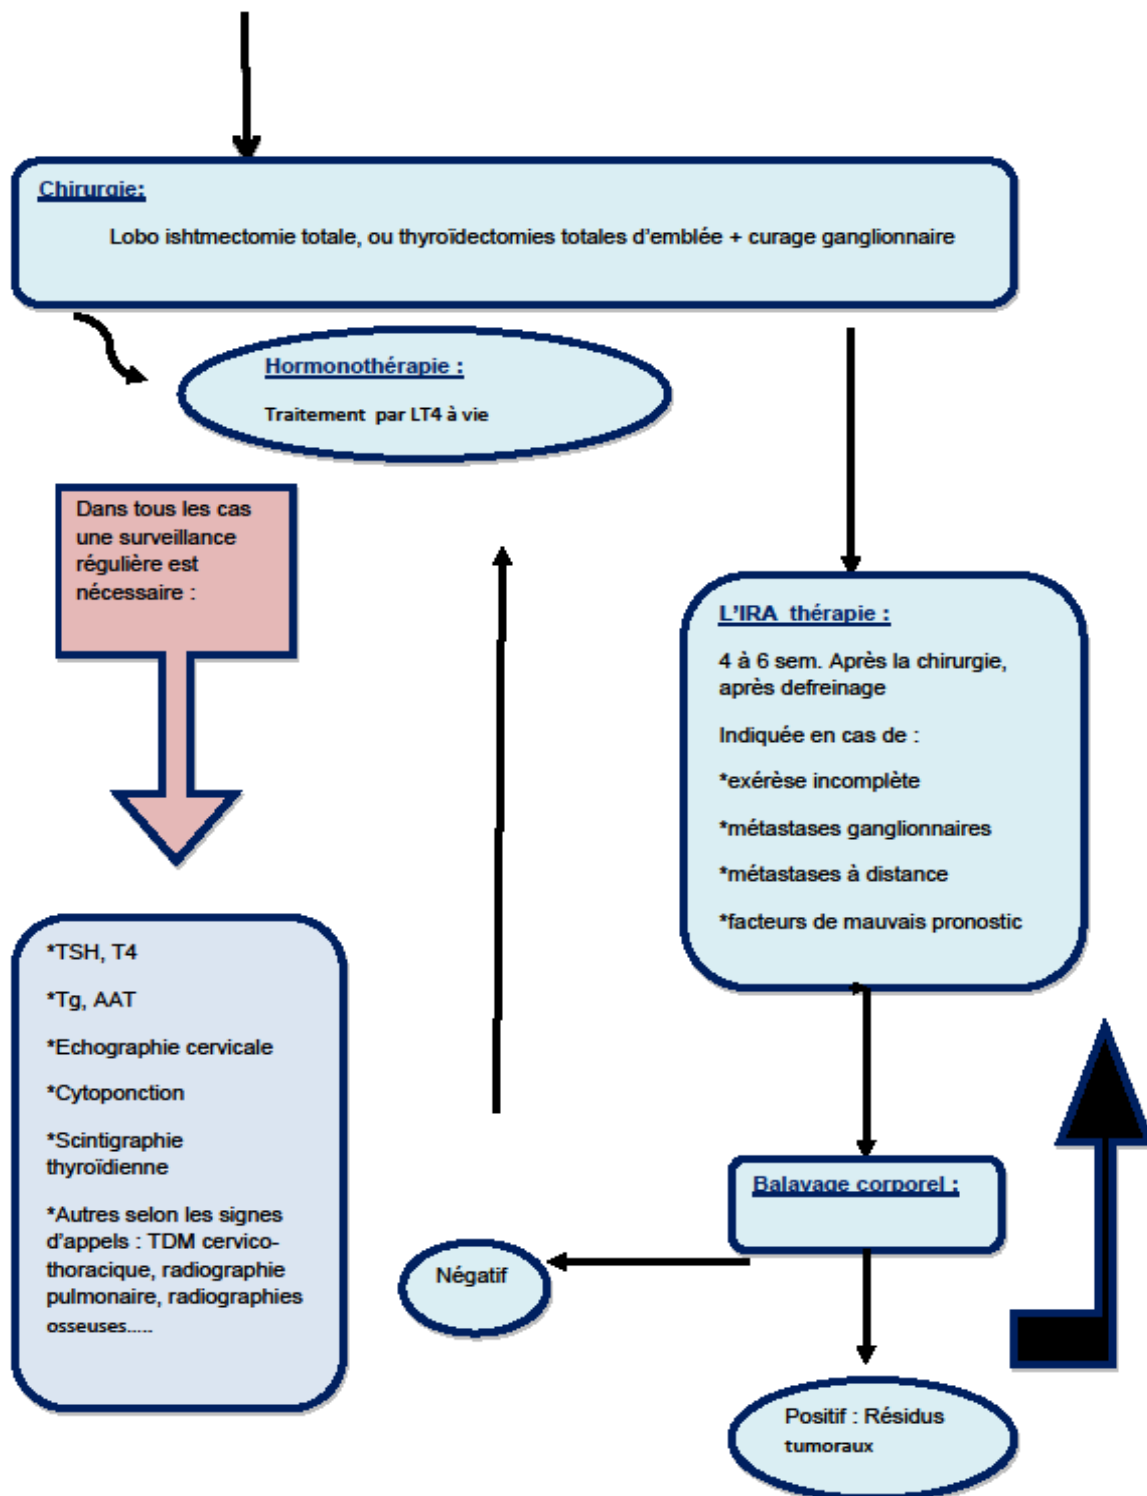 Chirurgie:
Lobo ishtmectomie totale, ou thyroïdectomies totales d'emblée + curage ganglionnaire
Hormonothérapie :
Traitement par LT4 à vie
Dans tous les cas
une surveillance
régulière est
nécessaire :
L'IRA thérapie :
4 à 6 sem. Après la chirurgie,
après defreinage
Indiquée en cas de :
*exérèse incomplète
*métastases ganglionnaires
*métastases à distance
*facteurs de mauvais pronostic
*TSH, T4
*Tg, AAT
*Echographie cervicale
*Cytoponction
*Scintigraphie
thyroïdienne
*Autres selon les signes
d'appels : TDM cervico-
thoracique, radiographie
pulmonaire, radiographies
osseuses.....
Balayage corporel :
Négatif
Positif : Résidus
tumoraux